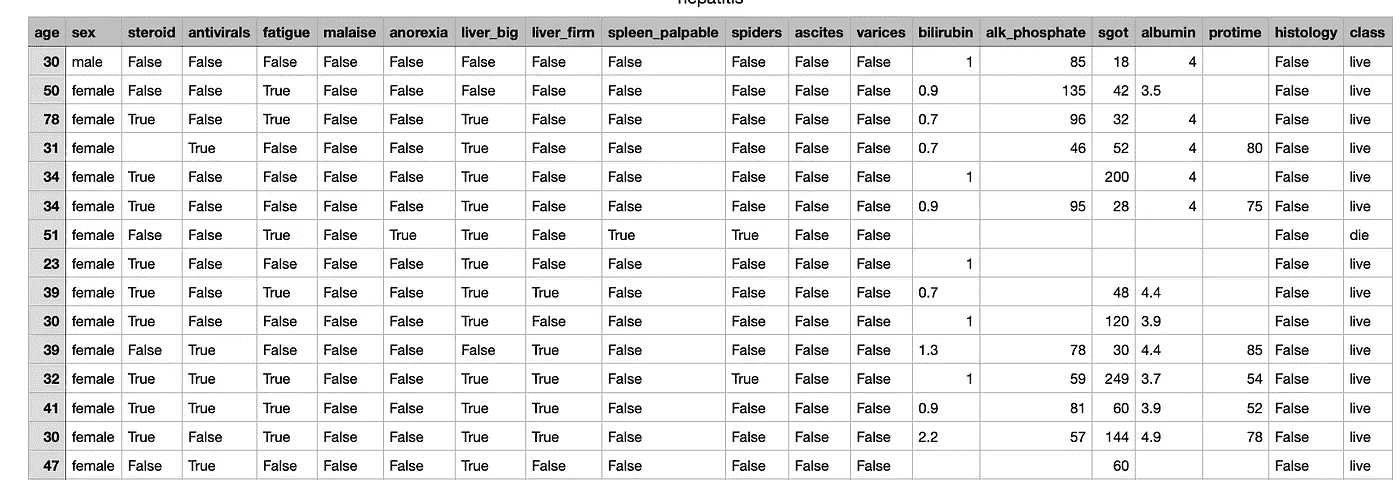 hepatitis
age sex steroid antivirals fatigue malaise anorexia liver_big liver_firm spleen_palpable spiders ascites varices bilirubin alk_phosphate sgot albumin protime histology class
30 male False False False False False False False False False False False 1 85 18 4 False live
50 female False False True False False False False False False False False 0.9 135 42 3.5 False live
78 female True False True False False True False False False False False 0.7 96 32 4 False live
31 female True False False False True False False False False False 0.7 46 52 4 80 False live
34 female True False False False False True False False False False False 1 200 4 False live
34 female True False False False False True False False False False False 0.9 95 28 4 75 False live
51 female False False True False True True False True True False False False die
23 female True False False False False True False False False False False 1 False live
39 female True False True False False True True False False False False 0.7 48 4.4 False live
30 female True False False False False True False False False False False 1 120 3.9 False live
39 female False True False False False False True False False False False 1.3 78 30 4.4 85 False live
32 female True True True False False True True False True False False 1 59 249 3.7 54 False live
41 female True True True False False True True False False False False 0.9 81 60 3.9 52 False live
30 female True False True False False True True False False False False 2.2 57 144 4.9 78 False live
47 female False True False False False True False False False False False 60 False live